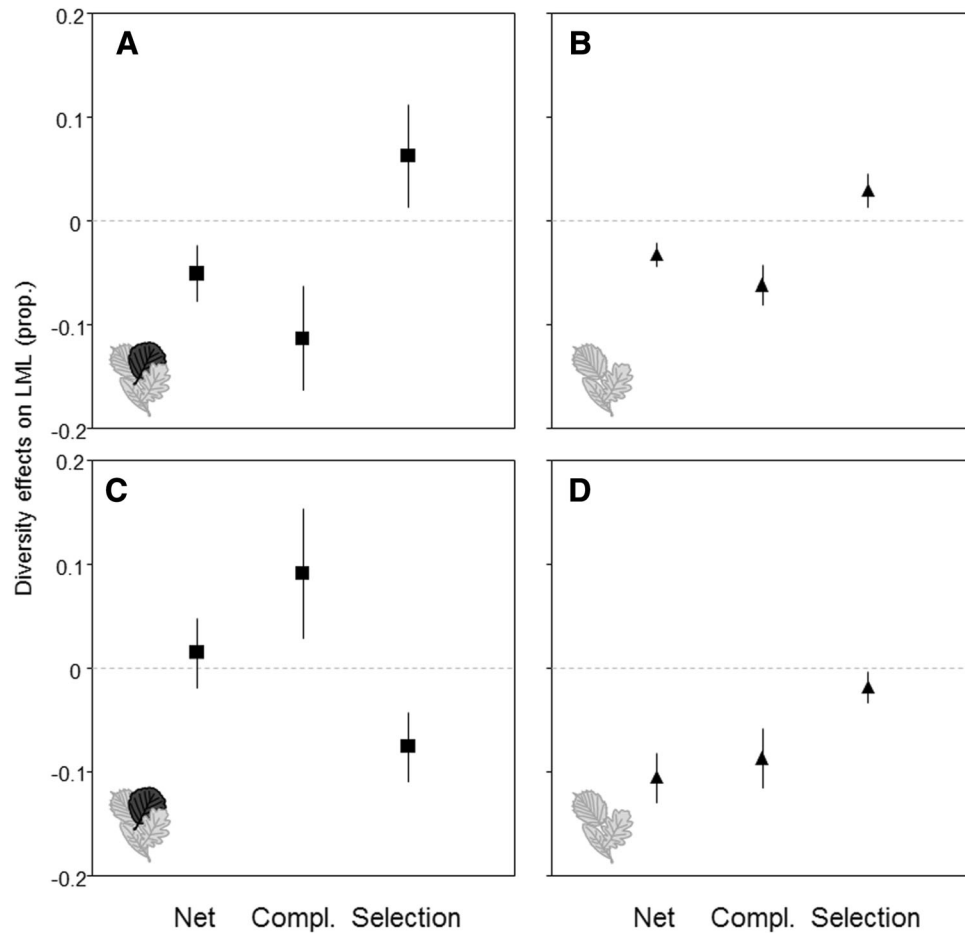 A
B
0.2
0.1
0
-0.1
-0.2
C
D
0.2
0.1
0
-0.1
-0.2
Diversity effects on LML (prop.)
Net Compl. Selection
Net Compl. Selection